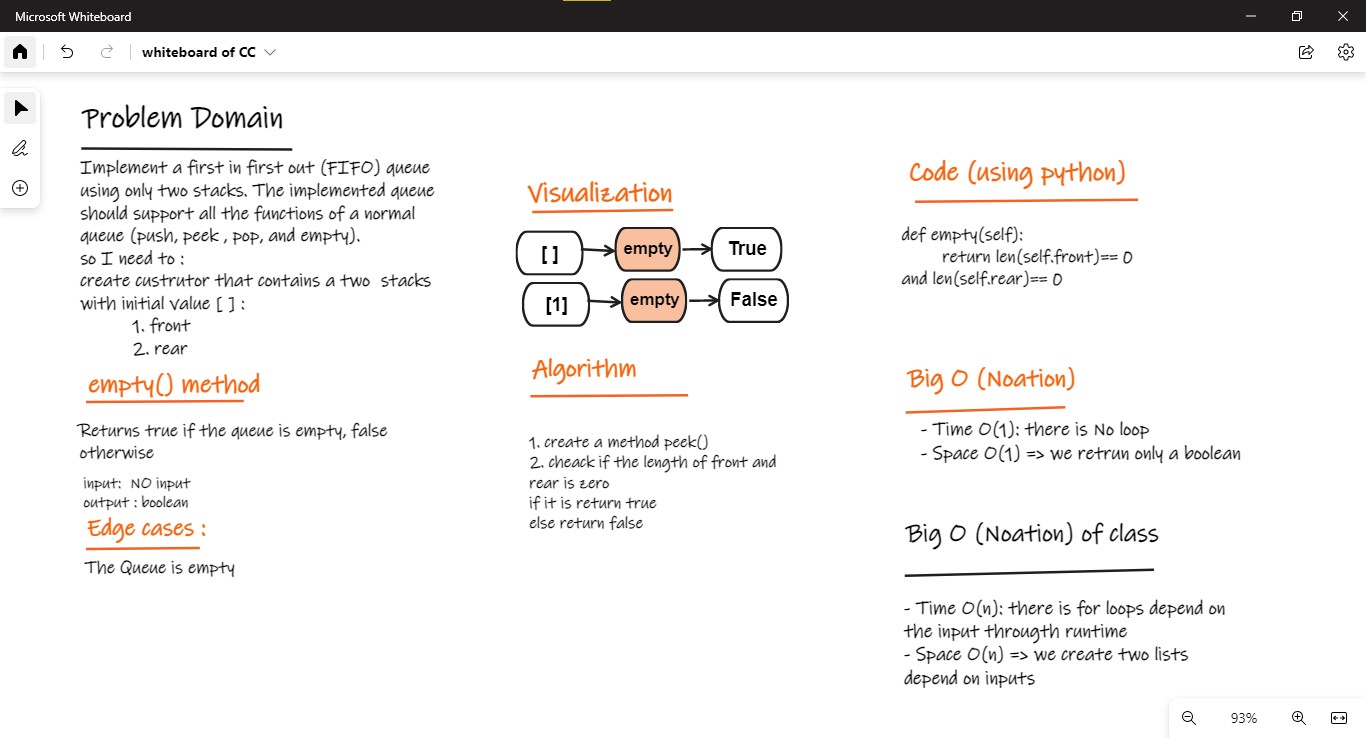 Microsoft Whiteboard
whiteboard of CC
Problem Domain
Implement a first in first out (FIFO) queue
using only two stacks. The implemented queue
should support all the functions of a normal
queue (push, peek , pop, and empty).
so I need to :
create custrutor that contains a two stacks
with initial value [ ] :
1. front
2. rear
empty() method
Returns true if the queue is empty, false
otherwise
input: NO input
output : boolean
Edge cases :
The Queue is empty
Visualization
[ ] empty True
[1] empty False
Algorithm
1. create a method peek()
2. cheack if the length of front and
rear is zero
if it is return true
else return false
Code (using python)
def empty(self):
return len(self.front)== 0
and len(self.rear)== 0
Big O (Noation)
- Time O(1): there is No loop
- Space O(1) => we retrun only a boolean
Big O (Noation) of class
- Time O(n): there is for loops depend on
the input througth runtime
- Space O(n) => we create two lists
depend on inputs
93%